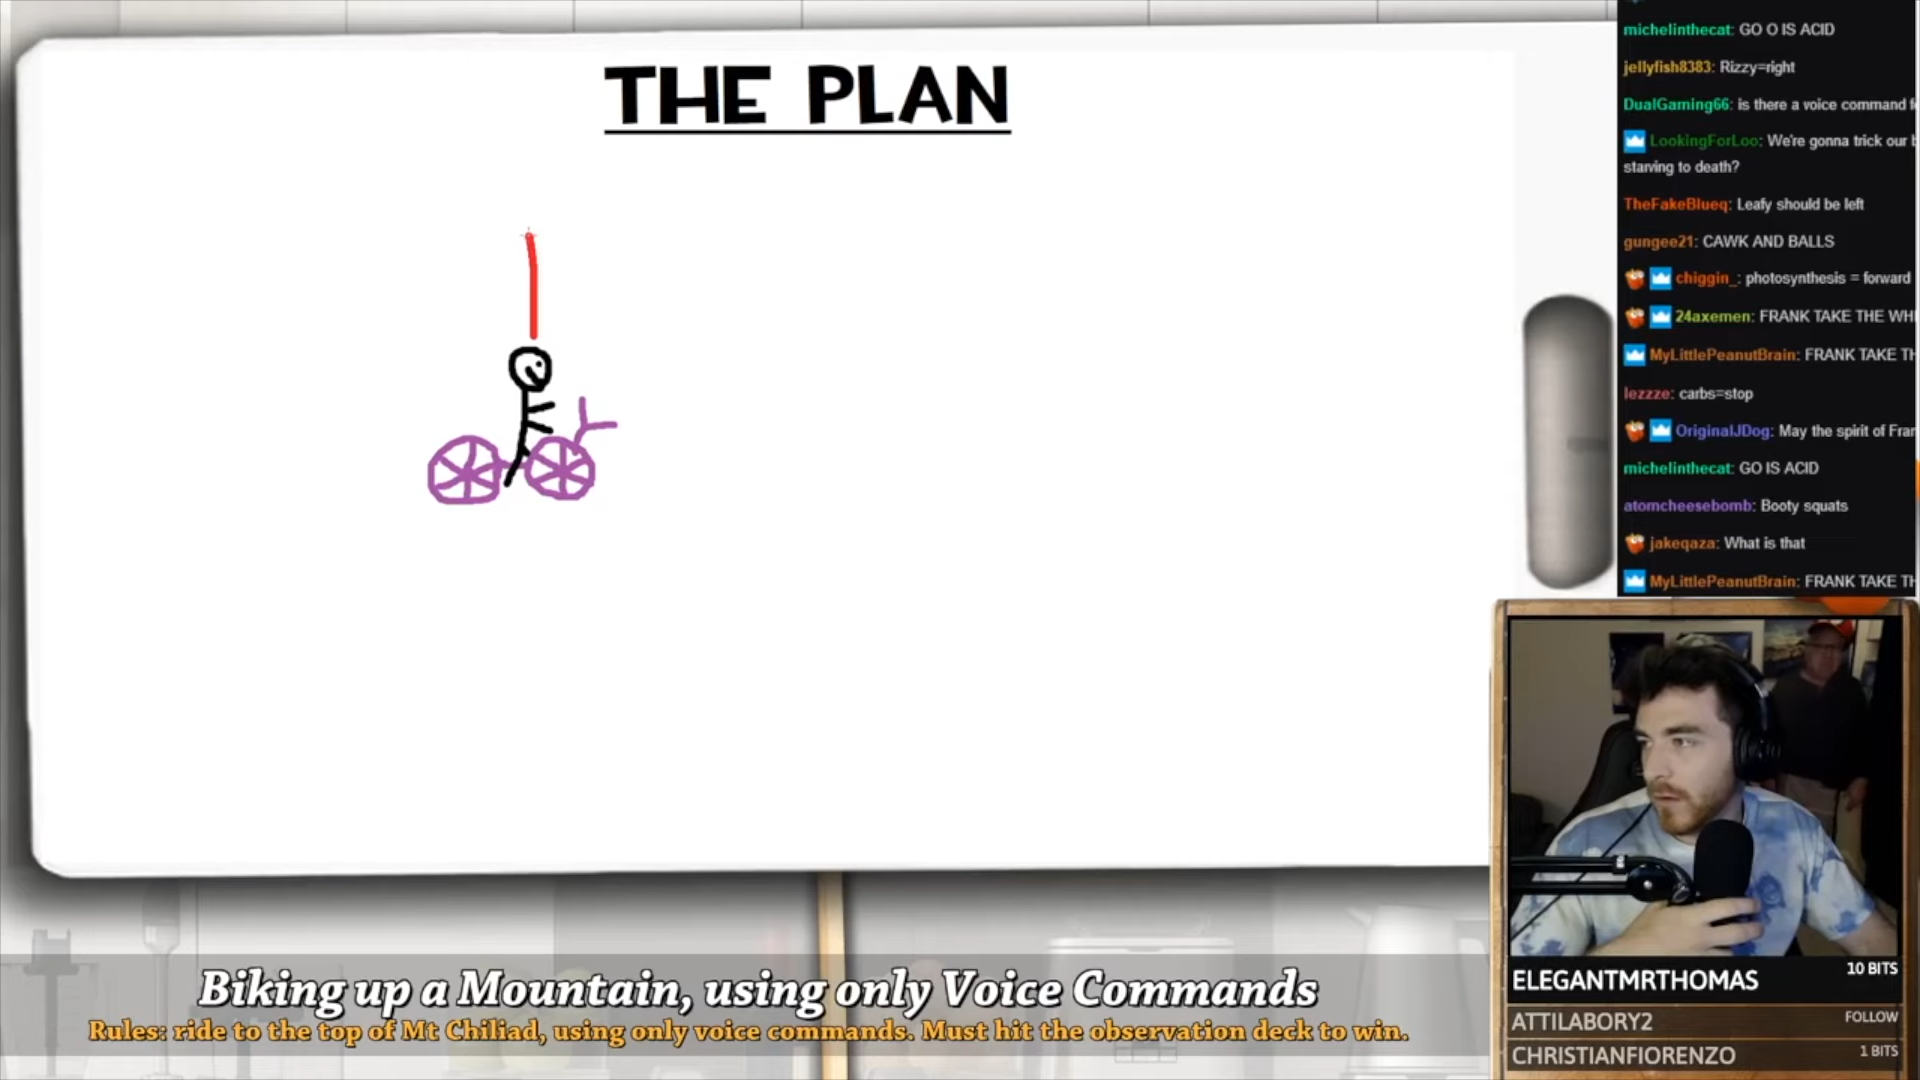 THE PLAN
michelinthecat: GO O IS ACID
jellyfish8383: Rizzy=right
DualGaming66: is there a voice command
LookingForLoo: We're gonna trick our
starving to death?
TheFakeBlueq: Leafy should be left
gungee21: CAWK AND BALLS
chiggin_: photosynthesis = forward
24axemen: FRANK TAKE THE
MyLittlePeanutBrain: FRANK TAKE
lezzze: carbs=stop
OriginalJDog: May the spirit of
michelinthecat: GO IS ACID
atomcheesebomb: Booty squats
jakeqaza: What is that
MyLittlePeanutBrain: FRANK TAKE
Biking up a Mountain, using only Voice Commands
Rules: ride to the top of Mt Chiliad, using only voice commands. Must hit the observation deck to win.
ELEGANTMRTHOMAS 10 BITS
ATTILABORY2 FOLLOW
CHRISTIANFIORENZO 1 BITS